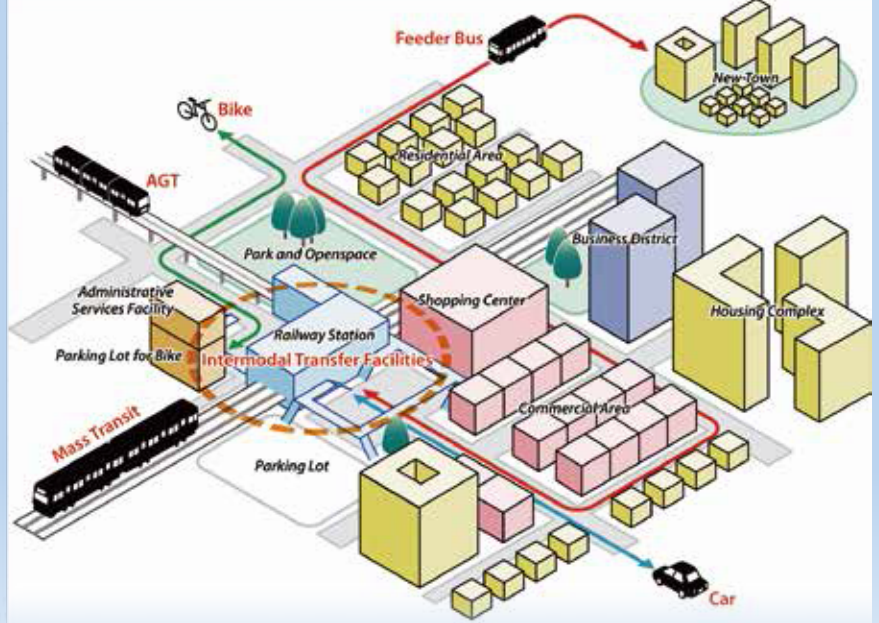 Feeder Bus
New Town
Bike
Residential Area
AGT
Business District
Park and Openspace
Administrative
Services Facility
Shopping Center
Housing Complex
Railway Station
Parking Lot for Bike
Intermodal Transfer Facilities
Commercial Area
Mass Transit
Parking Lot
Car